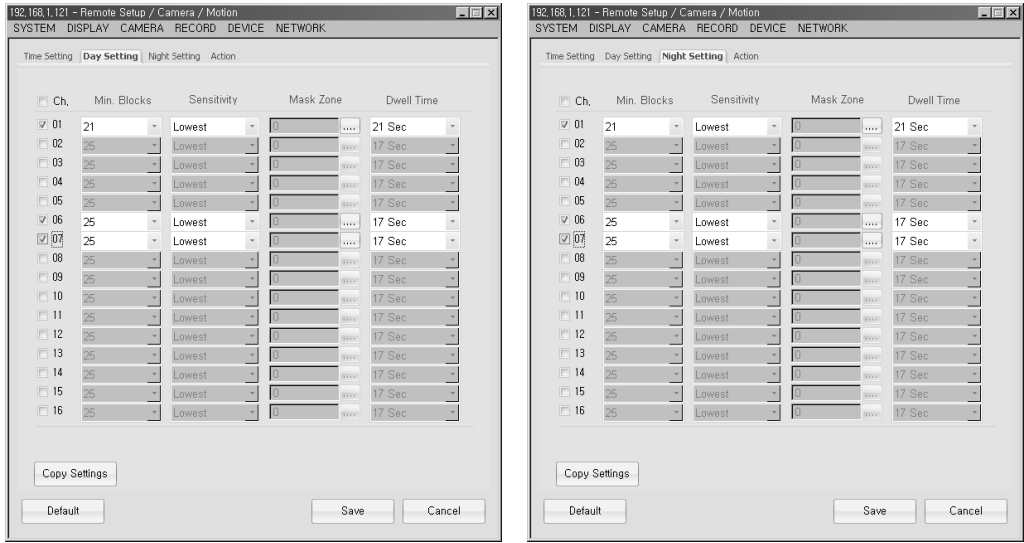 192,168,1,121 - Remote Setup / Camera / Motion
SYSTEM DISPLAY CAMERA RECORD DEVICE NETWORK
Time Setting Day Setting Night Setting Action
Ch, Min. Blocks Sensitivity Mask Zone Dwell Time
01 21 Lowest 0 .... 21 Sec
02 25 Lowest 0 .... 17 Sec
03 25 Lowest 0 .... 17 Sec
04 25 Lowest 0 .... 17 Sec
05 25 Lowest 0 .... 17 Sec
06 25 Lowest 0 .... 17 Sec
07 25 Lowest 0 .... 17 Sec
08 25 Lowest 0 .... 17 Sec
09 25 Lowest 0 .... 17 Sec
10 25 Lowest 0 .... 17 Sec
11 25 Lowest 0 .... 17 Sec
12 25 Lowest 0 .... 17 Sec
13 25 Lowest 0 .... 17 Sec
14 25 Lowest 0 .... 17 Sec
15 25 Lowest 0 .... 17 Sec
16 25 Lowest 0 .... 17 Sec
Copy Settings
Default Save Cancel
192,168,1,121 - Remote Setup / Camera / Motion
SYSTEM DISPLAY CAMERA RECORD DEVICE NETWORK
Time Setting Day Setting Night Setting Action
Ch, Min. Blocks Sensitivity Mask Zone Dwell Time
01 21 Lowest 0 .... 21 Sec
02 25 Lowest 0 .... 17 Sec
03 25 Lowest 0 .... 17 Sec
04 25 Lowest 0 .... 17 Sec
05 25 Lowest 0 .... 17 Sec
06 25 Lowest 0 .... 17 Sec
07 25 Lowest 0 .... 17 Sec
08 25 Lowest 0 .... 17 Sec
09 25 Lowest 0 .... 17 Sec
10 25 Lowest 0 .... 17 Sec
11 25 Lowest 0 .... 17 Sec
12 25 Lowest 0 .... 17 Sec
13 25 Lowest 0 .... 17 Sec
14 25 Lowest 0 .... 17 Sec
15 25 Lowest 0 .... 17 Sec
16 25 Lowest 0 .... 17 Sec
Copy Settings
Default Save Cancel